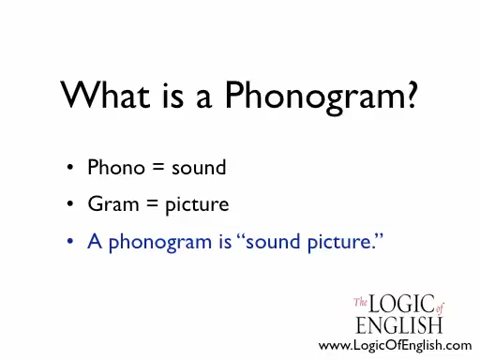 What is a Phonogram?
• Phono = sound
• Gram = picture
• A phonogram is “sound picture.”
The LOGIC of
ENGLISH
www.LogicOfEnglish.com